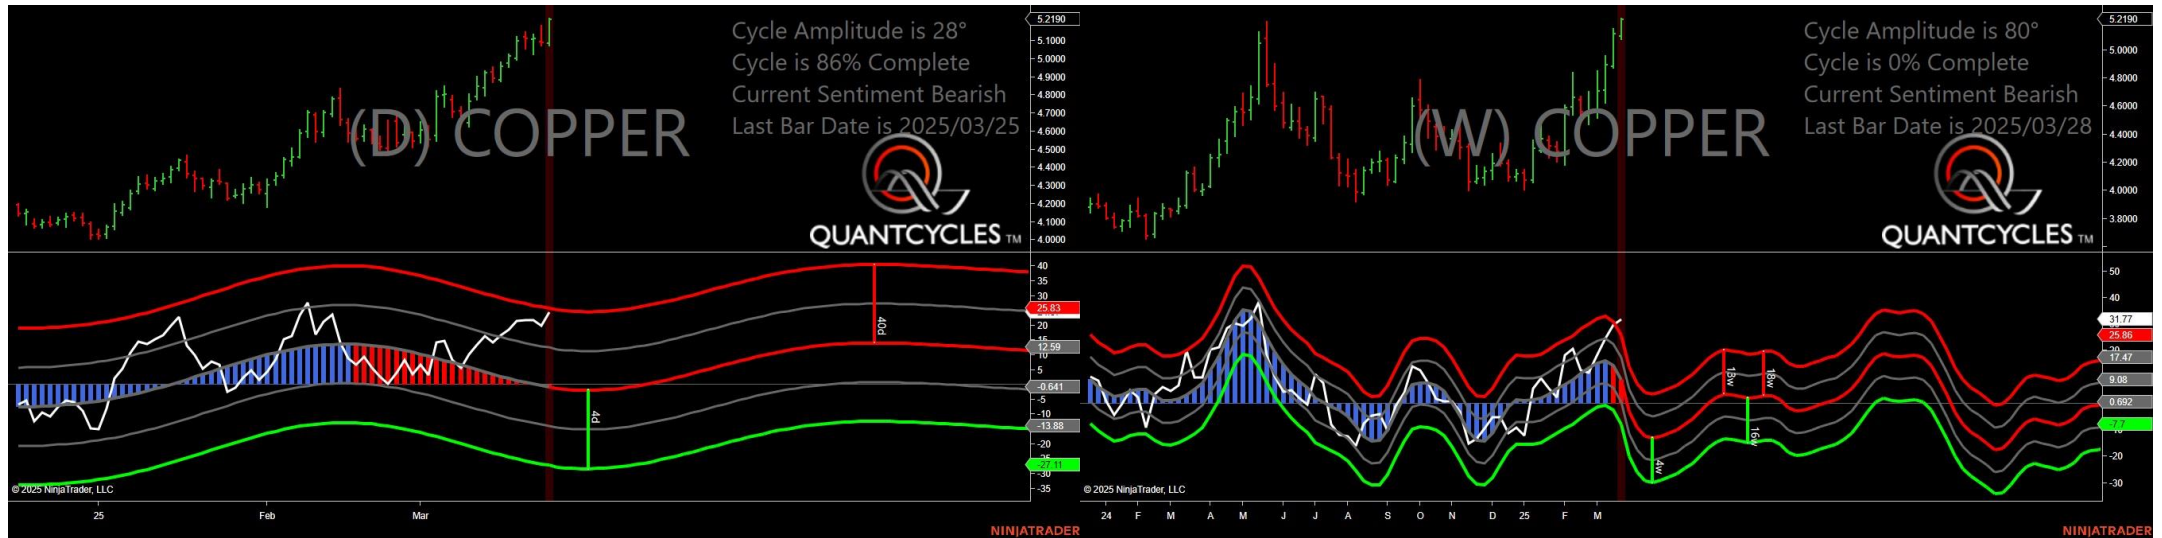 Cycle Amplitude is 28°
Cycle is 86% Complete
Current Sentiment Bearish
Last Bar Date is 2025/03/25
(D) COPPER
QUANTCYCLES TM
5.2190
5.1000
5.0000
4.9000
4.8000
4.7000
4.6000
4.5000
4.4000
4.3000
4.2000
4.1000
4.0000
40
35
30
25.83
20
15
12.59
5
-0.641
-5
-10
-13.88
-20
-27.11
-30
-35
40d
4d
© 2025 NinjaTrader, LLC
25
Feb
Mar
NINJATRADER
Cycle Amplitude is 80°
Cycle is 0% Complete
Current Sentiment Bearish
Last Bar Date is 2025/03/28
(W) COPPER
QUANTCYCLES TM
5.2190
5.0000
4.8000
4.6000
4.4000
4.2000
4.0000
3.8000
50
40
31.77
25.86
17.47
9.08
0.692
-7.7
-20
-30
13w
18w
16w
4w
© 2025 NinjaTrader, LLC
24 F M A M J J A S O N D 25 F M
NINJATRADER